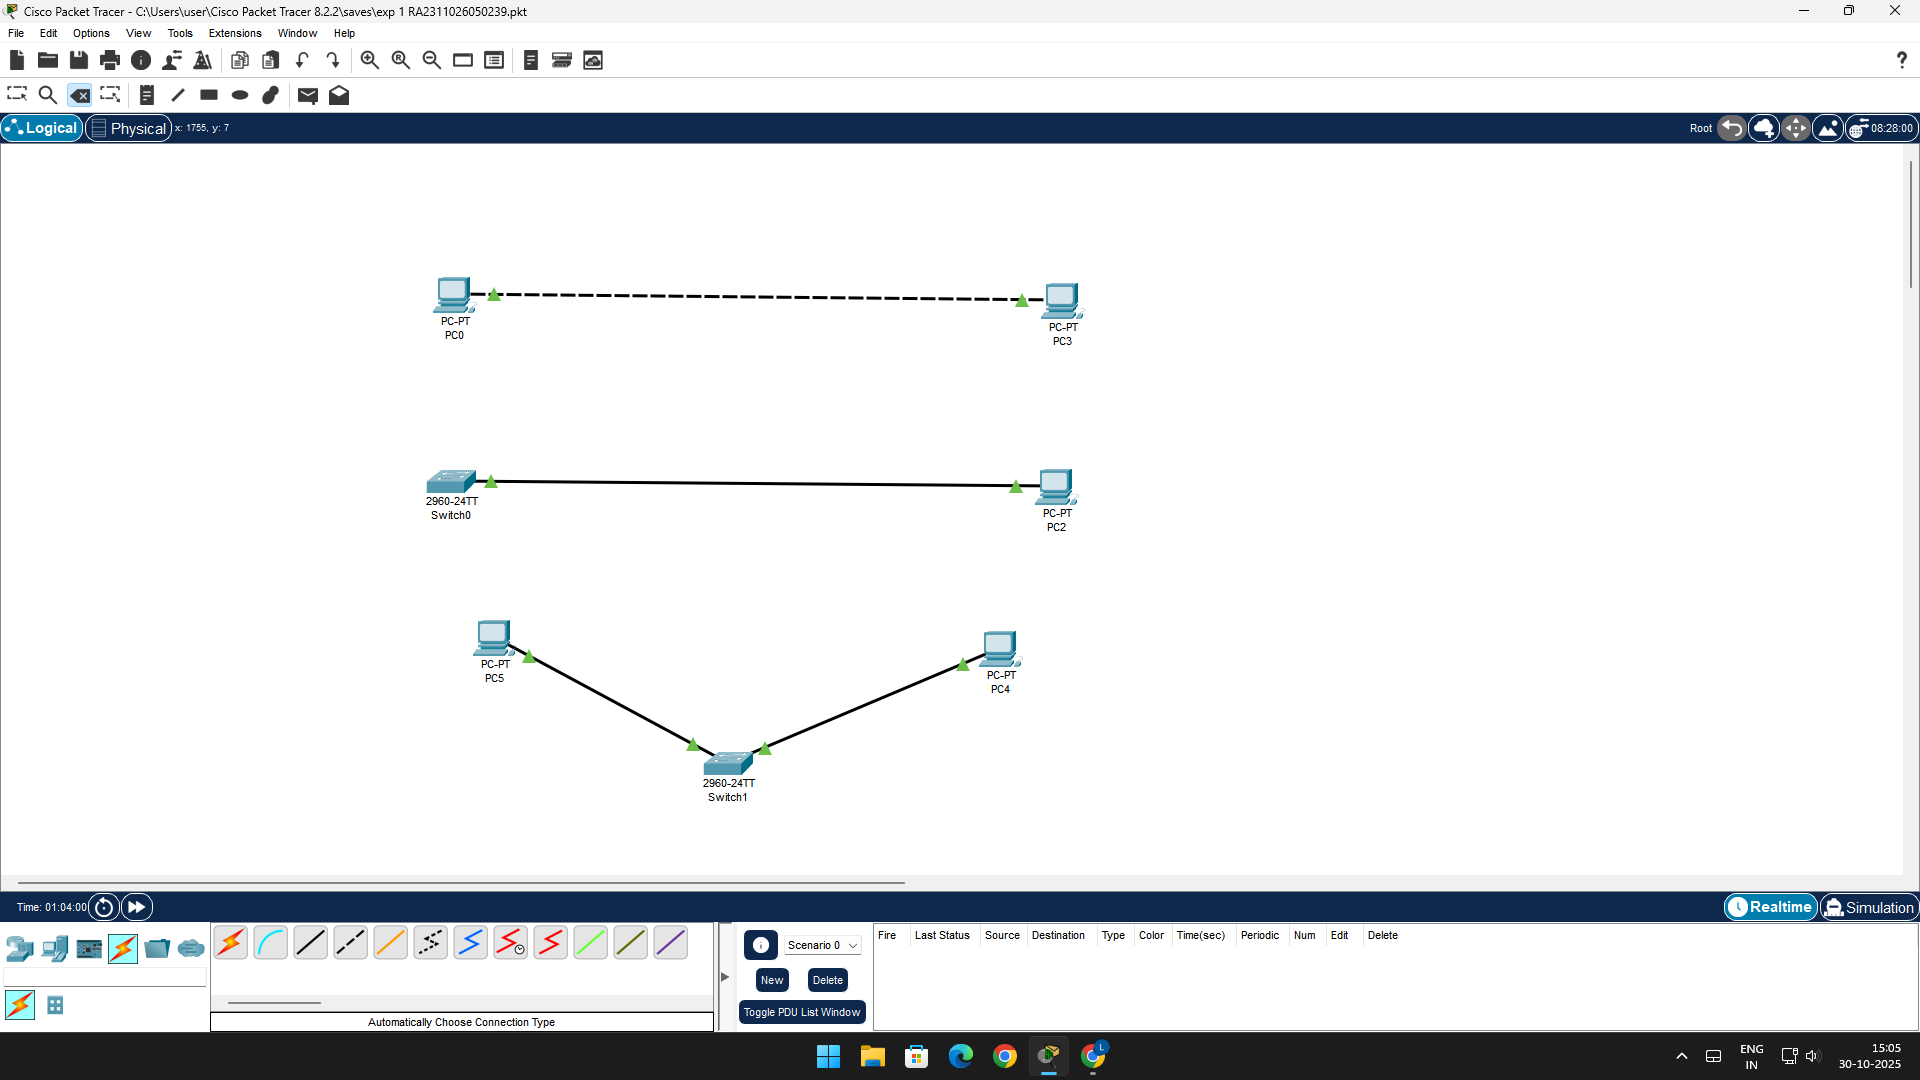 Cisco Packet Tracer - C:\Users\user\Cisco Packet Tracer 8.2.2\saves\exp 1 RA2311026050239.pkt
File Edit Options View Tools Extensions Window Help
Logical Physical x: 1755, y: 7 Root 08:28:00
PC-PT
PC0
PC-PT
PC3
2960-24TT
Switch0
PC-PT
PC2
PC-PT
PC5
PC-PT
PC4
2960-24TT
Switch1
Time: 01:04:00 Realtime Simulation
Scenario 0
New Delete
Toggle PDU List Window
Fire Last Status Source Destination Type Color Time(sec) Periodic Num Edit Delete
Automatically Choose Connection Type
ENG
IN
15:05
30-10-2025
L